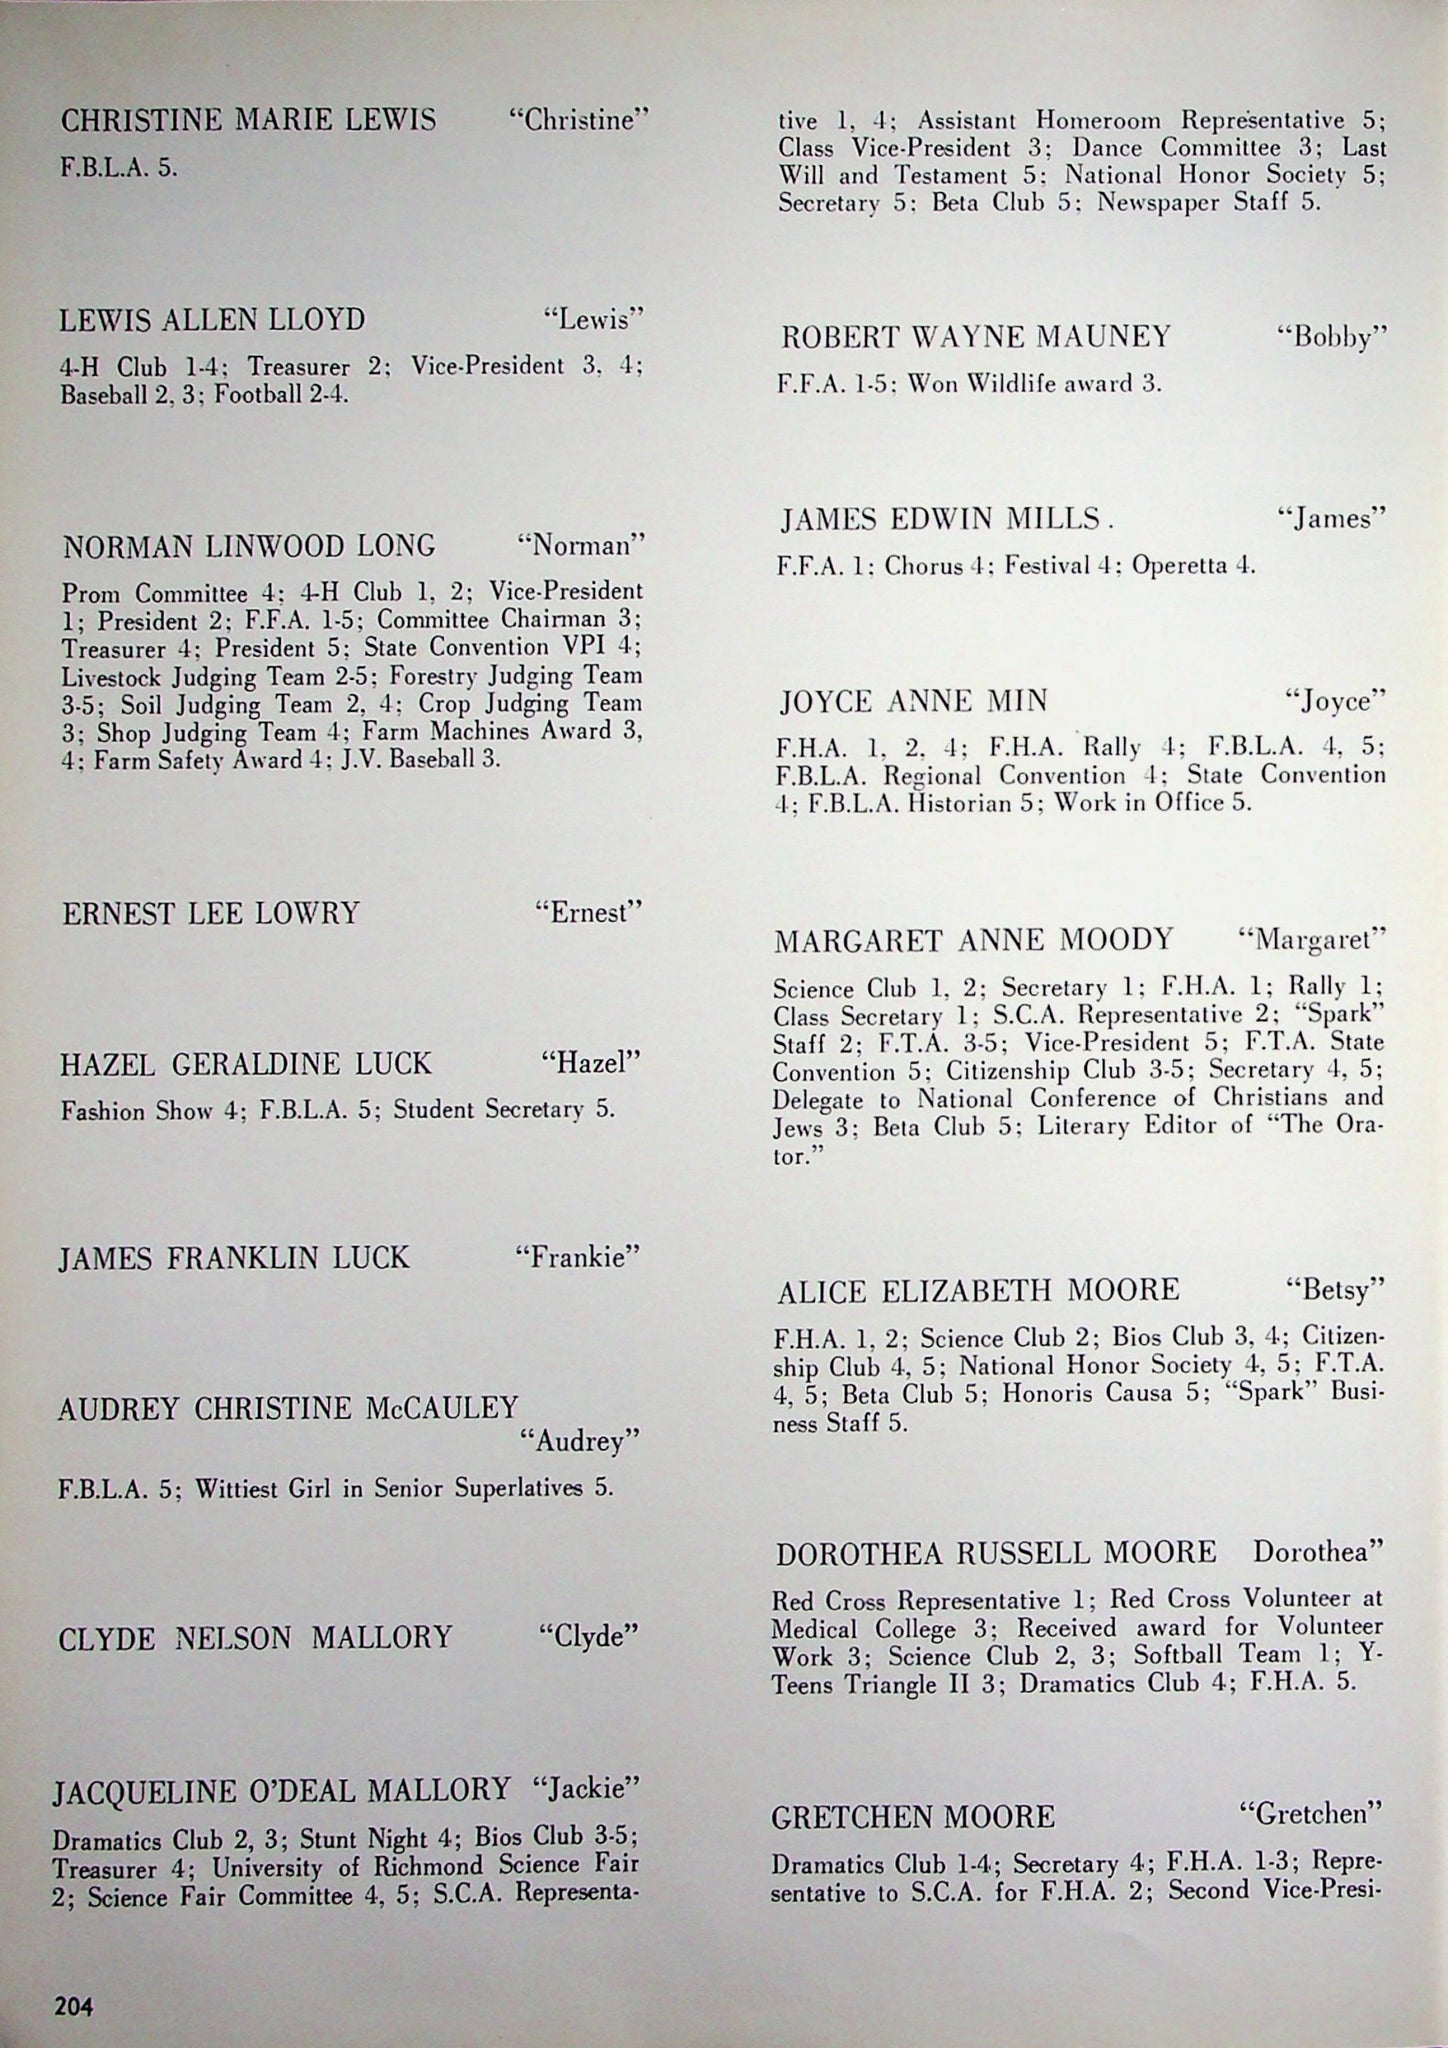 CHRISTINE MARIE LEWIS “Christine”
F.B.L.A. 5.
LEWIS ALLEN LLOYD “Lewis”
4-H Club 1-4; Treasurer 2; Vice-President 3, 4;
Baseball 2, 3; Football 2-4.
NORMAN LINWOOD LONG “Norman”
Prom Committee 4; 4-H Club 1, 2; Vice-President
1; President 2; F.F.A. 1-5; Committee Chairman 3;
Treasurer 4; President 5; State Convention VPI 4;
Livestock Judging Team 2-5; Forestry Judging Team
3-5; Soil Judging Team 2, 4; Crop Judging Team
3; Shop Judging Team 4; Farm Machines Award 3,
4; Farm Safety Award 4; J.V. Baseball 3.
ERNEST LEE LOWRY “Ernest”
HAZEL GERALDINE LUCK “Hazel”
Fashion Show 4; F.B.L.A. 5; Student Secretary 5.
JAMES FRANKLIN LUCK “Frankie”
AUDREY CHRISTINE McCAULEY
“Audrey”
F.B.L.A. 5; Wittiest Girl in Senior Superlatives 5.
CLYDE NELSON MALLORY “Clyde”
JACQUELINE O’DEAL MALLORY “Jackie”
Dramatics Club 2, 3; Stunt Night 4; Bios Club 3-5;
Treasurer 4; University of Richmond Science Fair
2; Science Fair Committee 4, 5; S.C.A. Representa-
tive 1, 4; Assistant Homeroom Representative 5;
Class Vice-President 3; Dance Committee 3; Last
Will and Testament 5; National Honor Society 5;
Secretary 5; Beta Club 5; Newspaper Staff 5.
ROBERT WAYNE MAUNEY “Bobby”
F.F.A. 1-5; Won Wildlife award 3.
JAMES EDWIN MILLS. “James”
F.F.A. 1; Chorus 4; Festival 4; Operetta 4.
JOYCE ANNE MIN “Joyce”
F.H.A. 1, 2, 4; F.H.A. Rally 4; F.B.L.A. 4, 5;
F.B.L.A. Regional Convention 4; State Convention
4; F.B.L.A. Historian 5; Work in Office 5.
MARGARET ANNE MOODY “Margaret”
Science Club 1, 2; Secretary 1; F.H.A. 1; Rally 1;
Class Secretary 1; S.C.A. Representative 2; “Spark”
Staff 2; F.T.A. 3-5; Vice-President 5; F.T.A. State
Convention 5; Citizenship Club 3-5; Secretary 4, 5;
Delegate to National Conference of Christians and
Jews 3; Beta Club 5; Literary Editor of “The Ora-
tor.”
ALICE ELIZABETH MOORE “Betsy”
F.H.A. 1, 2; Science Club 2; Bios Club 3, 4; Citizen-
ship Club 4, 5; National Honor Society 4, 5; F.T.A.
4, 5; Beta Club 5; Honoris Causa 5; “Spark” Busi-
ness Staff 5.
DOROTHEA RUSSELL MOORE Dorothea”
Red Cross Representative 1; Red Cross Volunteer at
Medical College 3; Received award for Volunteer
Work 3; Science Club 2, 3; Softball Team 1; Y-
Teens Triangle II 3; Dramatics Club 4; F.H.A. 5.
GRETCHEN MOORE “Gretchen”
Dramatics Club 1-4; Secretary 4; F.H.A. 1-3; Repre-
sentative to S.C.A. for F.H.A. 2; Second Vice-Presi-
204